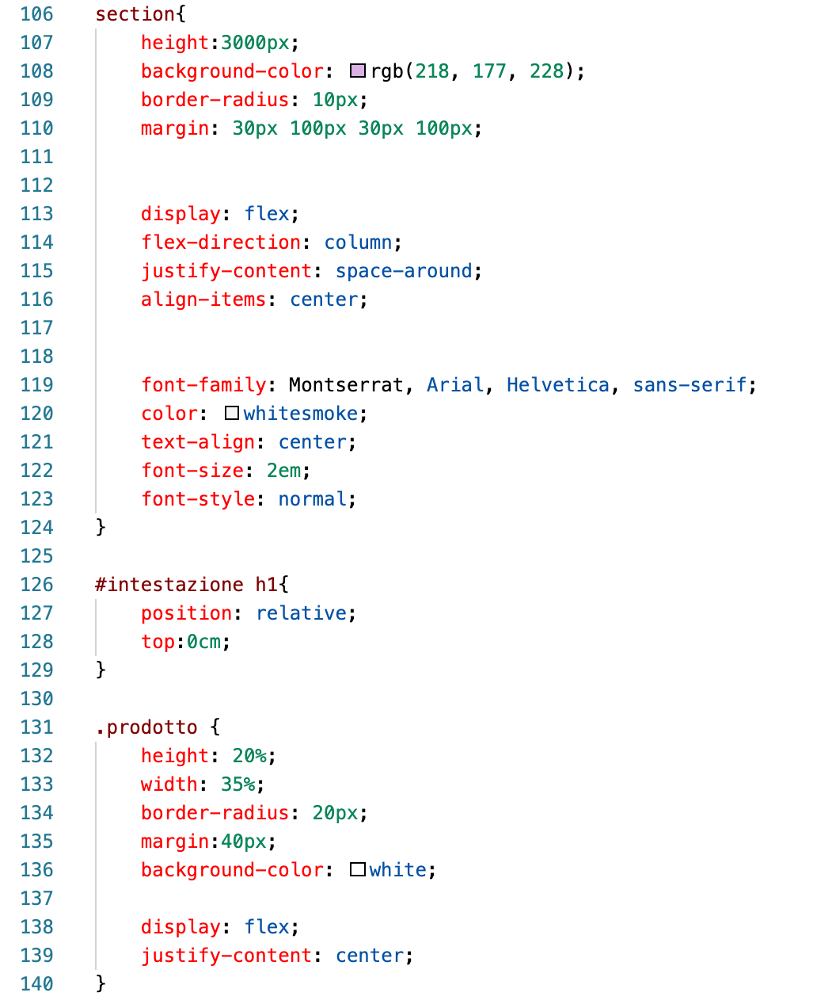 106 section{
107     height:3000px;
108     background-color: rgb(218, 177, 228);
109     border-radius: 10px;
110     margin: 30px 100px 30px 100px;
111
112
113     display: flex;
114     flex-direction: column;
115     justify-content: space-around;
116     align-items: center;
117
118
119     font-family: Montserrat, Arial, Helvetica, sans-serif;
120     color: whitesmoke;
121     text-align: center;
122     font-size: 2em;
123     font-style: normal;
124 }
125
126 #intestazione h1{
127     position: relative;
128     top:0cm;
129 }
130
131 .prodotto {
132     height: 20%;
133     width: 35%;
134     border-radius: 20px;
135     margin:40px;
136     background-color: white;
137
138     display: flex;
139     justify-content: center;
140 }